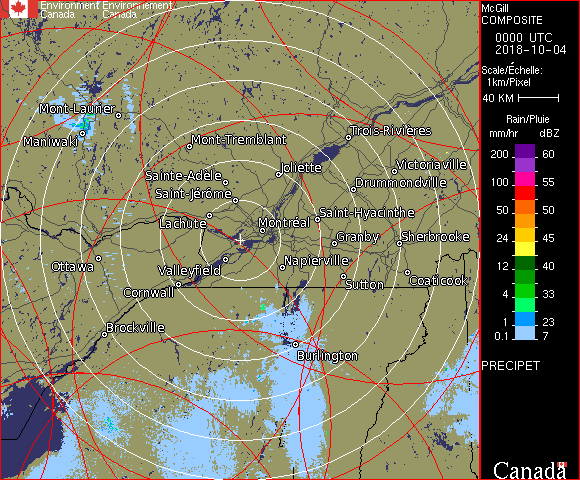 Environment Environnement
Canada Canada
McGill
COMPOSITE
0000 UTC
2018-10-04
Scale/Échelle:
1km/Pixel
40 KM
Rain/Pluie
mm/hr dBZ
200 60
150 57
100 55
50 50
24 45
12 40
4 33
1 23
0.1 7
PRECIPET
Canada
Mont-Laurier
Maniwaki
Mont-Tremblant
Trois-Rivières
Sainte-Adèle
Joliette
Victoriaville
Saint-Jérôme
Drummondville
Lachute
Montréal
Saint-Hyacinthe
Granby
Sherbrooke
Ottawa
Valleyfield
Napierville
Cornwall
Sutton
Coaticook
Brockville
Burlington